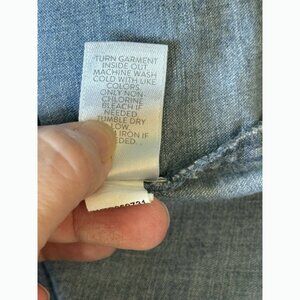 TURN GARMENT
INSIDE OUT
MACHINE WASH
COLD WITH LIKE
COLORS
ONLY NON-
CHLORINE
BLEACH IF
NEEDED
TUMBLE DRY
LOW.
IRON IF